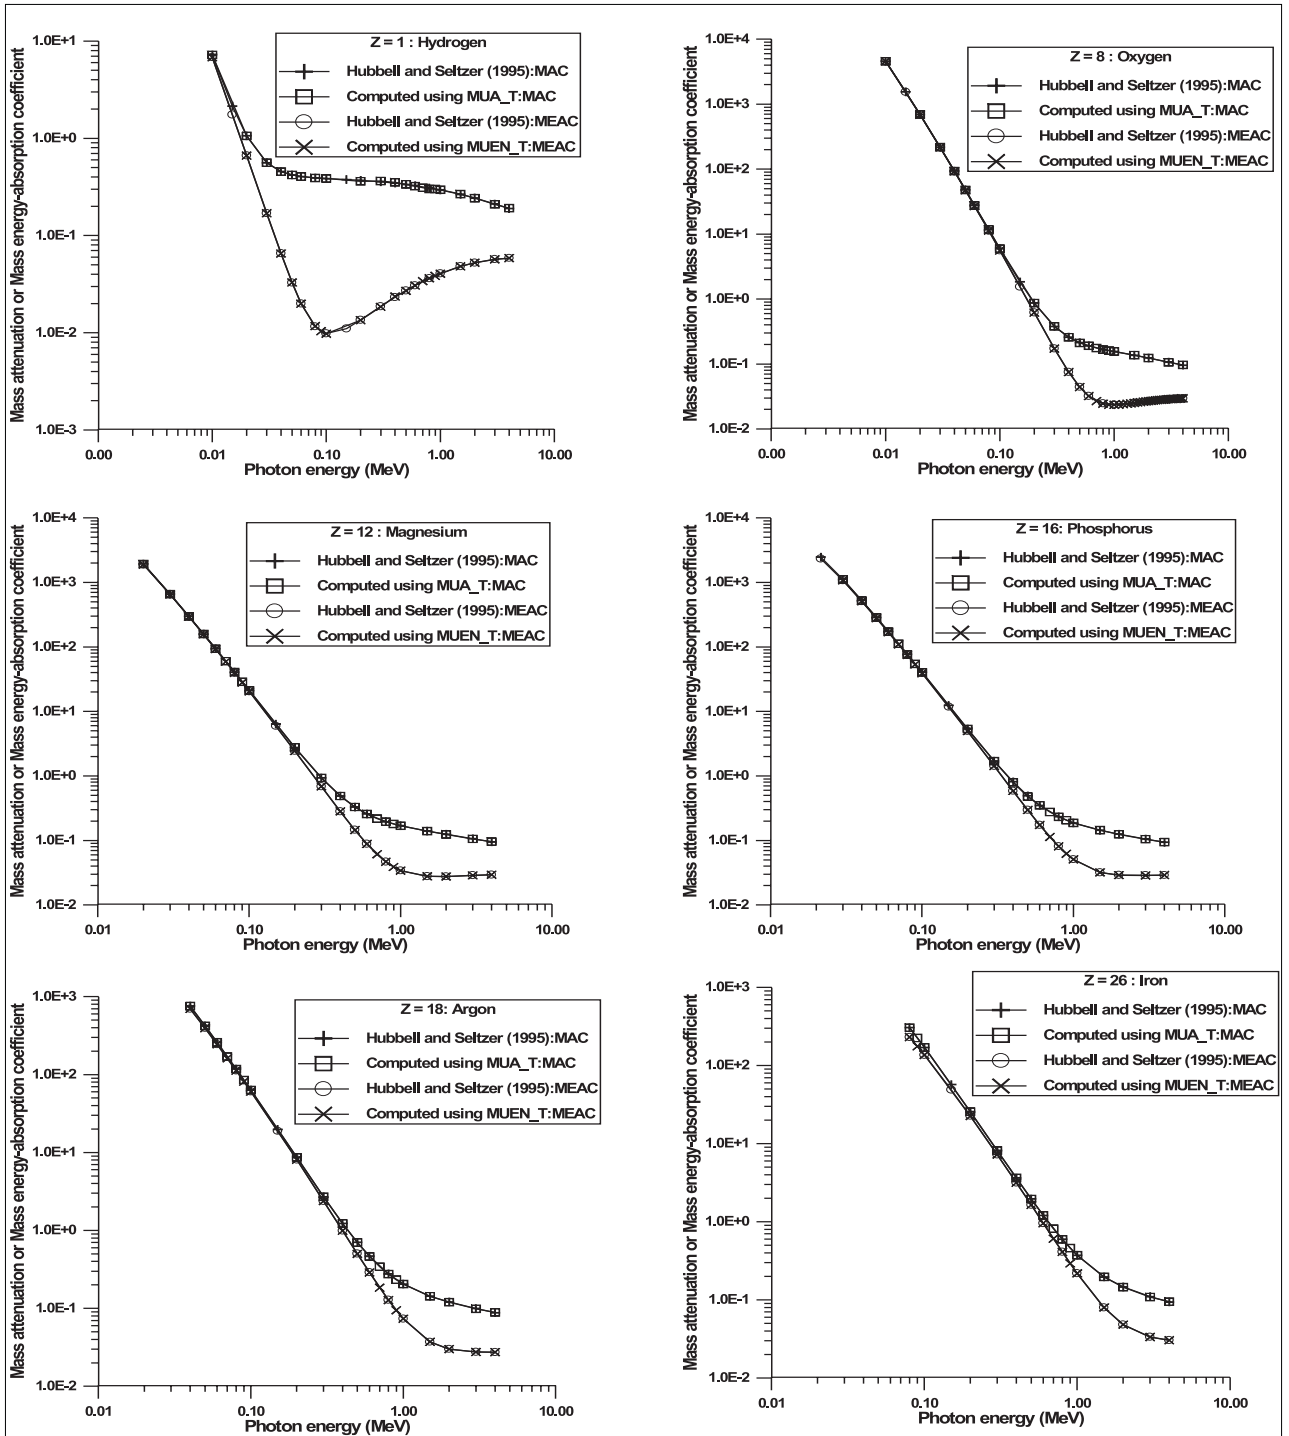 Mass attenuation or Mass energy-absorption coefficient
1.0E+1
1.0E+0
1.0E-1
1.0E-2
1.0E-3
Z = 1 : Hydrogen
Hubbell and Seltzer (1995):MAC
Computed using MUA_T:MAC
Hubbell and Seltzer (1995):MEAC
Computed using MUEN_T:MEAC
0.00 0.01 0.10 1.00 10.00
Photon energy (MeV)
Mass attenuation or Mass energy-absorption coefficient
1.0E+4
1.0E+3
1.0E+2
1.0E+1
1.0E+0
1.0E-1
1.0E-2
Z = 8 : Oxygen
Hubbell and Seltzer (1995):MAC
Computed using MUA_T:MAC
Hubbell and Seltzer (1995):MEAC
Computed using MUEN_T:MEAC
0.00 0.01 0.10 1.00 10.00
Photon energy (MeV)
Mass attenuation or Mass energy-absorption coefficient
1.0E+4
1.0E+3
1.0E+2
1.0E+1
1.0E+0
1.0E-1
1.0E-2
Z = 12 : Magnesium
Hubbell and Seltzer (1995):MAC
Computed using MUA_T:MAC
Hubbell and Seltzer (1995):MEAC
Computed using MUEN_T:MEAC
0.01 0.10 1.00 10.00
Photon energy (MeV)
Mass attenuation or Mass energy-absorption coefficient
1.0E+4
1.0E+3
1.0E+2
1.0E+1
1.0E+0
1.0E-1
1.0E-2
Z = 16: Phosphorus
Hubbell and Seltzer (1995):MAC
Computed using MUA_T:MAC
Hubbell and Seltzer (1995):MEAC
Computed using MUEN_T:MEAC
0.01 0.10 1.00 10.00
Photon energy (MeV)
Mass attenuation or Mass energy-absorption coefficient
1.0E+3
1.0E+2
1.0E+1
1.0E+0
1.0E-1
1.0E-2
Z = 18: Argon
Hubbell and Seltzer (1995):MAC
Computed using MUA_T:MAC
Hubbell and Seltzer (1995):MEAC
Computed using MUEN_T:MEAC
0.01 0.10 1.00 10.00
Photon energy (MeV)
Mass attenuation or Mass energy-absorption coefficient
1.0E+3
1.0E+2
1.0E+1
1.0E+0
1.0E-1
1.0E-2
Z = 26 : Iron
Hubbell and Seltzer (1995):MAC
Computed using MUA_T:MAC
Hubbell and Seltzer (1995):MEAC
Computed using MUEN_T:MEAC
0.01 0.10 1.00 10.00
Photon energy (MeV)